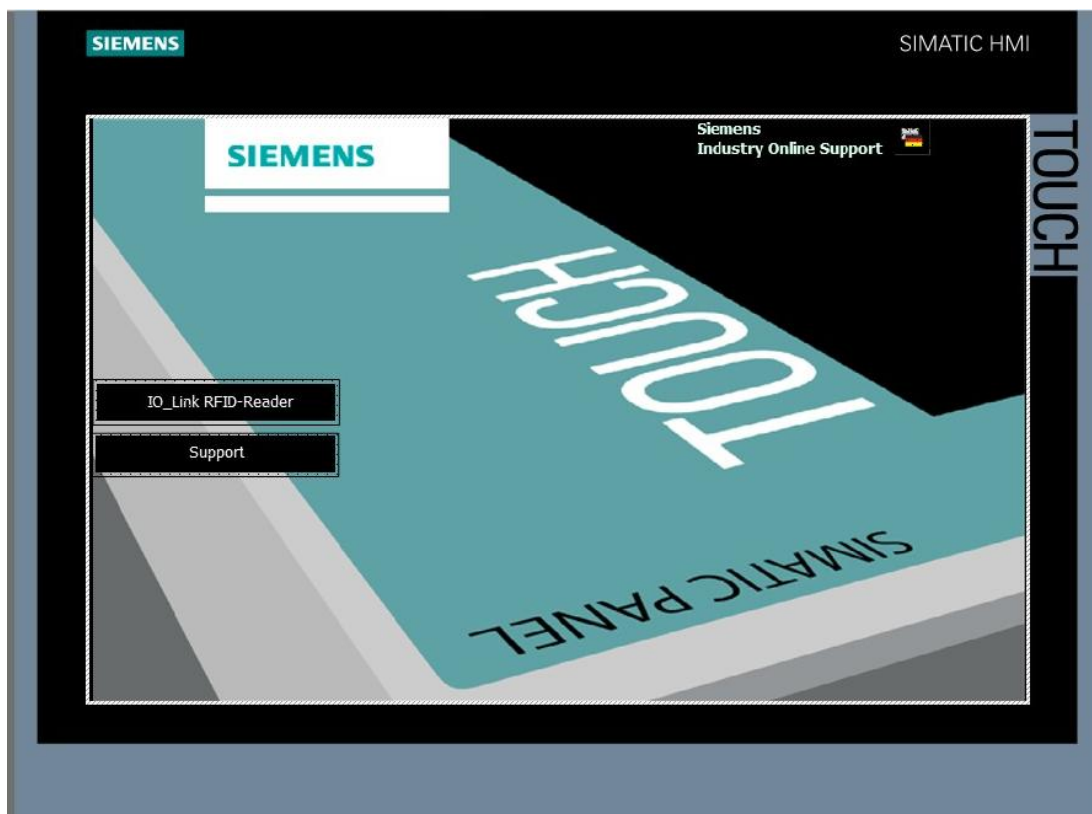 SIEMENS
SIMATIC HMI
SIEMENS
Siemens
Industry Online Support
TOUCH
TOUCH
IO_Link RFID-Reader
Support
SIMATIC PANEL